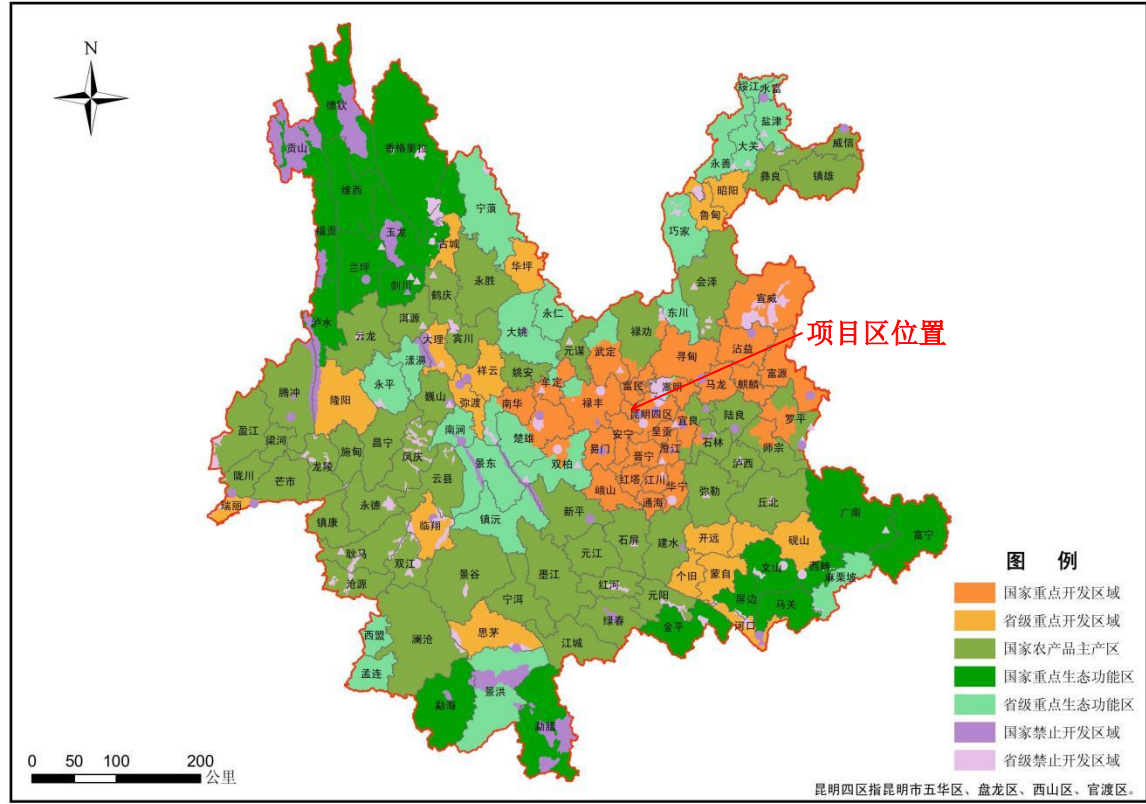 N
德钦
贡山
香格里拉
维西
福贡
玉龙
兰坪
剑川
泸水
宁蒗
古城
华坪
永胜
鹤庆
洱源
云龙
大理
宾川
漾濞
永平
祥云
弥渡
巍山
南涧
大姚
永仁
姚安
元谋
武定
禄劝
东川
牟定
南华
禄丰
富民
嵩明
寻甸
马龙
沾益
麒麟
富源
宣威
会泽
巧家
鲁甸
昭阳
永善
大关
盐津
绥江
水富
彝良
镇雄
威信
项目区位置
昆明四区
安宁
呈贡
宜良
晋宁
澄江
石林
陆良
罗平
师宗
泸西
弥勒
丘北
楚雄
双柏
易门
峨山
红塔
江川
华宁
通海
腾冲
隆阳
盈江
梁河
龙陵
施甸
昌宁
凤庆
云县
景东
陇川
芒市
瑞丽
永德
镇康
临翔
镇沅
新平
耿马
双江
沧源
景谷
宁洱
墨江
元江
石屏
建水
开远
砚山
广南
富宁
个旧
蒙自
文山
西畴
麻栗坡
马关
屏边
河口
红河
元阳
绿春
金平
江城
思茅
澜沧
西盟
孟连
勐海
景洪
勐腊
图 例
国家重点开发区域
省级重点开发区域
国家农产品主产区
国家重点生态功能区
省级重点生态功能区
国家禁止开发区域
省级禁止开发区域
0 50 100 200
公里
昆明四区指昆明市五华区、盘龙区、西山区、官渡区。